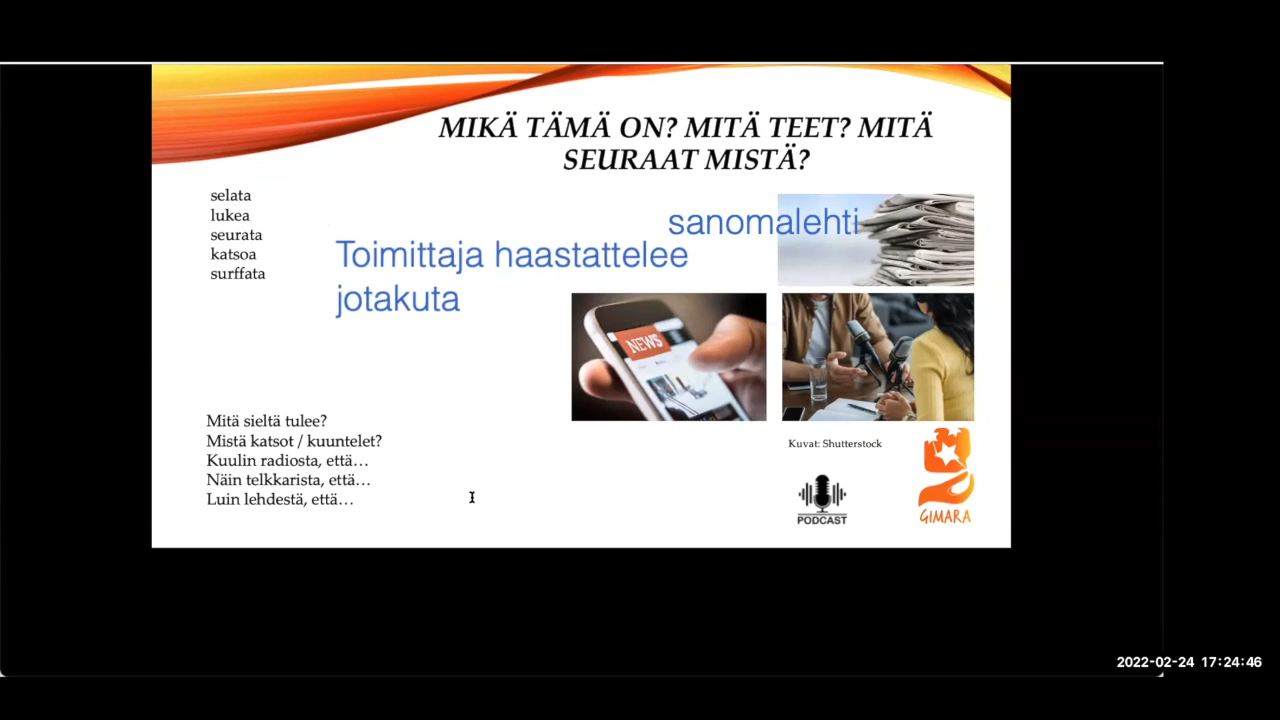 MIKÄ TÄMÄ ON? MITÄ TEET? MITÄ
SEURAAT MISTÄ?
selata
lukea
seurata
katsoa
surffata
sanomalehti
Toimittaja haastattelee
jotakuta
NEWS
Mitä sieltä tulee?
Mistä katsot / kuuntelet?
Kuulin radiosta, että…
Näin telkkarista, että…
Luin lehdestä, että…
Kuvat: Shutterstock
PODCAST
GIMARA
2022-02-24 17:24:46